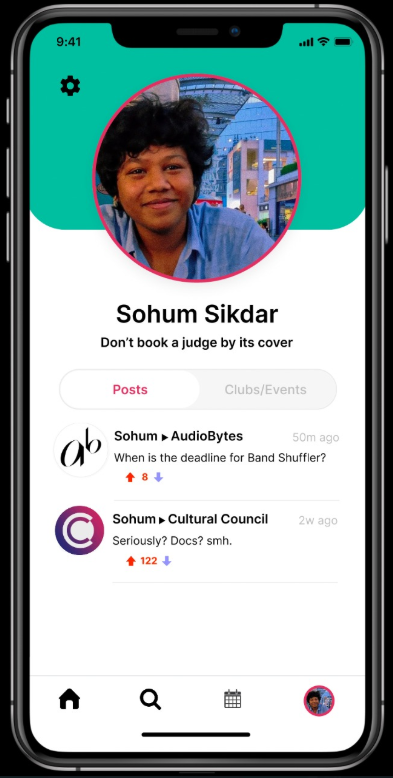 9:41
Sohum Sikdar
Don't book a judge by its cover
Posts Clubs/Events
ab
Sohum ▸ AudioBytes 50m ago
When is the deadline for Band Shuffler?
8
Sohum ▸ Cultural Council 2w ago
Seriously? Docs? smh.
122